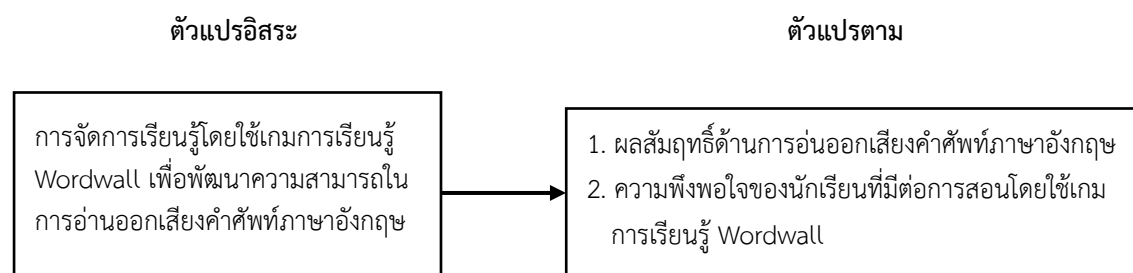 ตัวแปรอิสระ
ตัวแปรตาม
การจัดการเรียนรู้โดยใช้เกมการเรียนรู้
Wordwall เพื่อพัฒนาความสามารถใน
การอ่านออกเสียงคำศัพท์ภาษาอังกฤษ
1. ผลสัมฤทธิ์ด้านการอ่นออกเสียงคำศัพท์ภาษาอังกฤษ
2. ความพึงพอใจของนักเรียนที่มีต่อการสอนโดยใช้เกม
การเรียนรู้ Wordwall